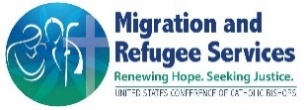 Migration and
Refugee Services
Renewing Hope. Seeking Justice.
UNITED STATES CONFERENCE OF CATHOLIC BISHOPS